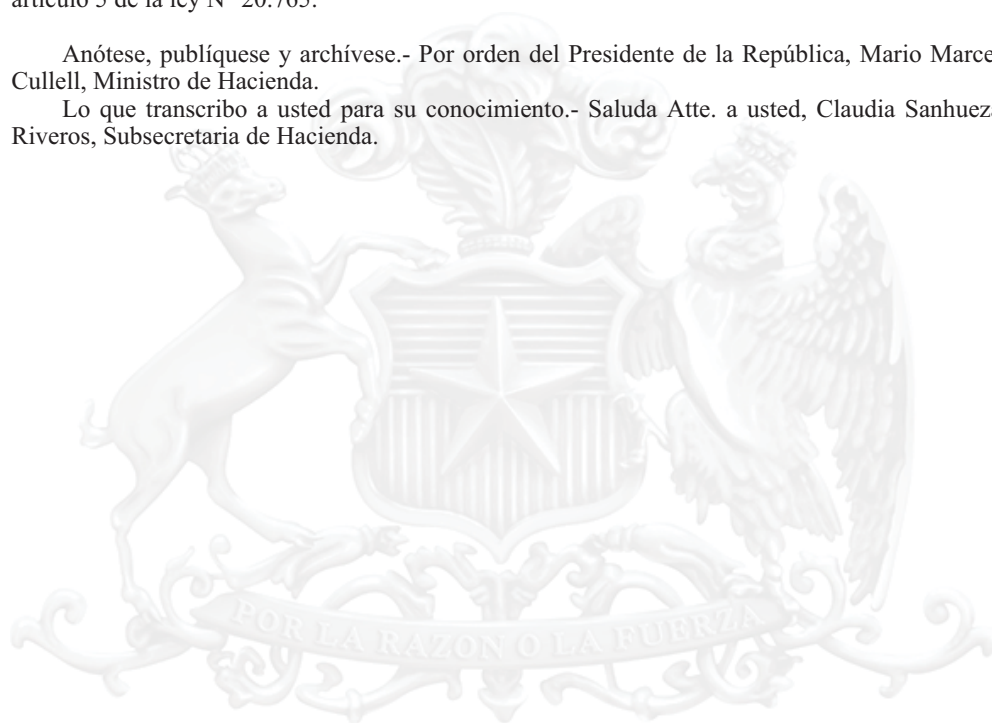 artículo 5 de la ley N° 20.765.
Anótese, publíquese y archívese.- Por orden del Presidente de la República, Mario Marcel
Cullell, Ministro de Hacienda.
Lo que transcribo a usted para su conocimiento.- Saluda Atte. a usted, Claudia Sanhueza
Riveros, Subsecretaria de Hacienda.
POR LA RAZON O LA FUERZA